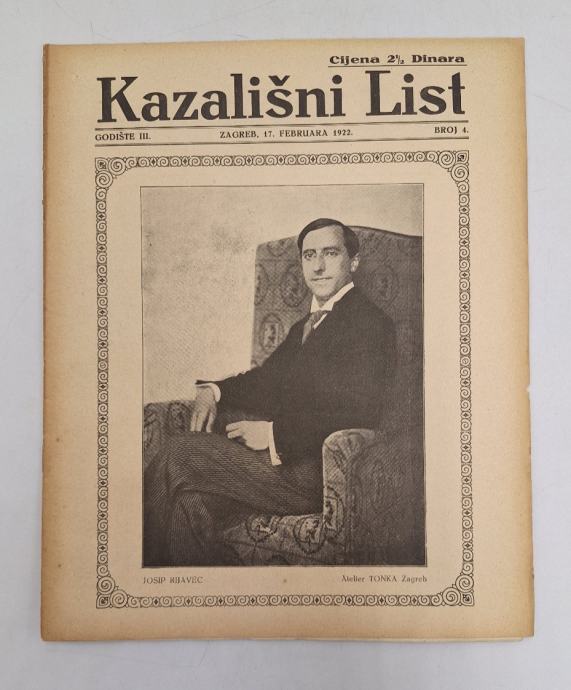 Cijena 2½ Dinara
Kazališni List
GODIŠTE III. ZAGREB, 17. FEBRUARA 1922. BROJ 4.
JOSIP RIJAVEC Atelier TONKA Zagreb